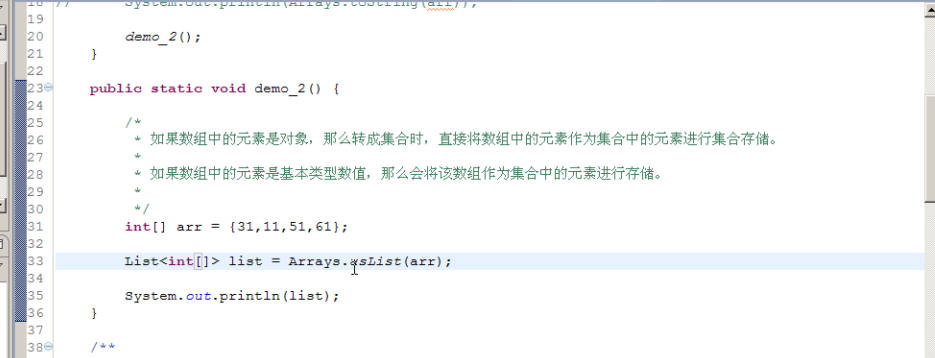 18 //      System.out.println(Arrays.toString(arr));
19
20 demo_2();
21 }
22
23 public static void demo_2() {
24
25 /*
26 * 如果数组中的元素是对象，那么转成集合时，直接将数组中的元素作为集合中的元素进行集合存储。
27 *
28 * 如果数组中的元素是基本类型数值，那么会将该数组作为集合中的元素进行存储。
29 *
30 */
31 int[] arr = {31,11,51,61};
32
33 List<int[]> list = Arrays.asList(arr);
34
35 System.out.println(list);
36 }
37
38 /**